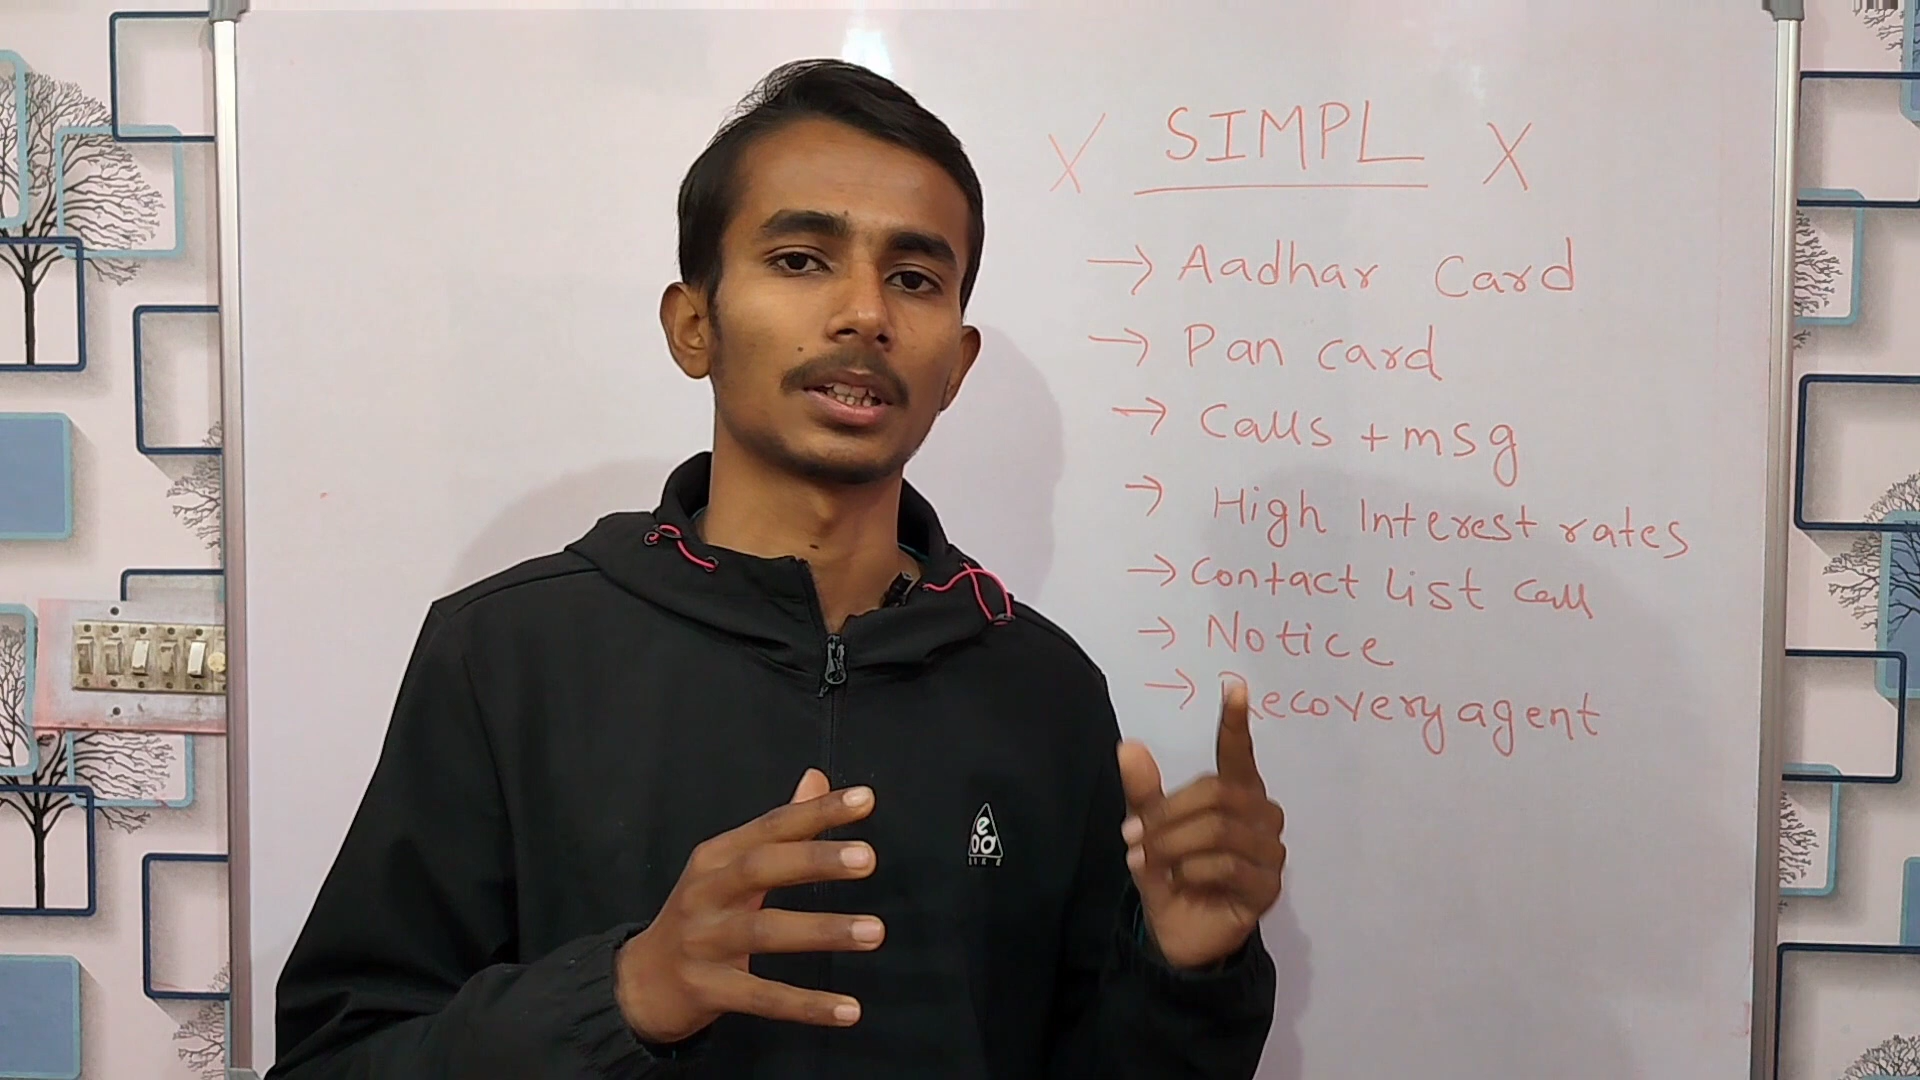 X SIMPL X
→ Aadhar Card
→ Pan card
→ Calls + msg
→ High Interest rates
→ Contact List Call
→ Notice
→ Recovery agent